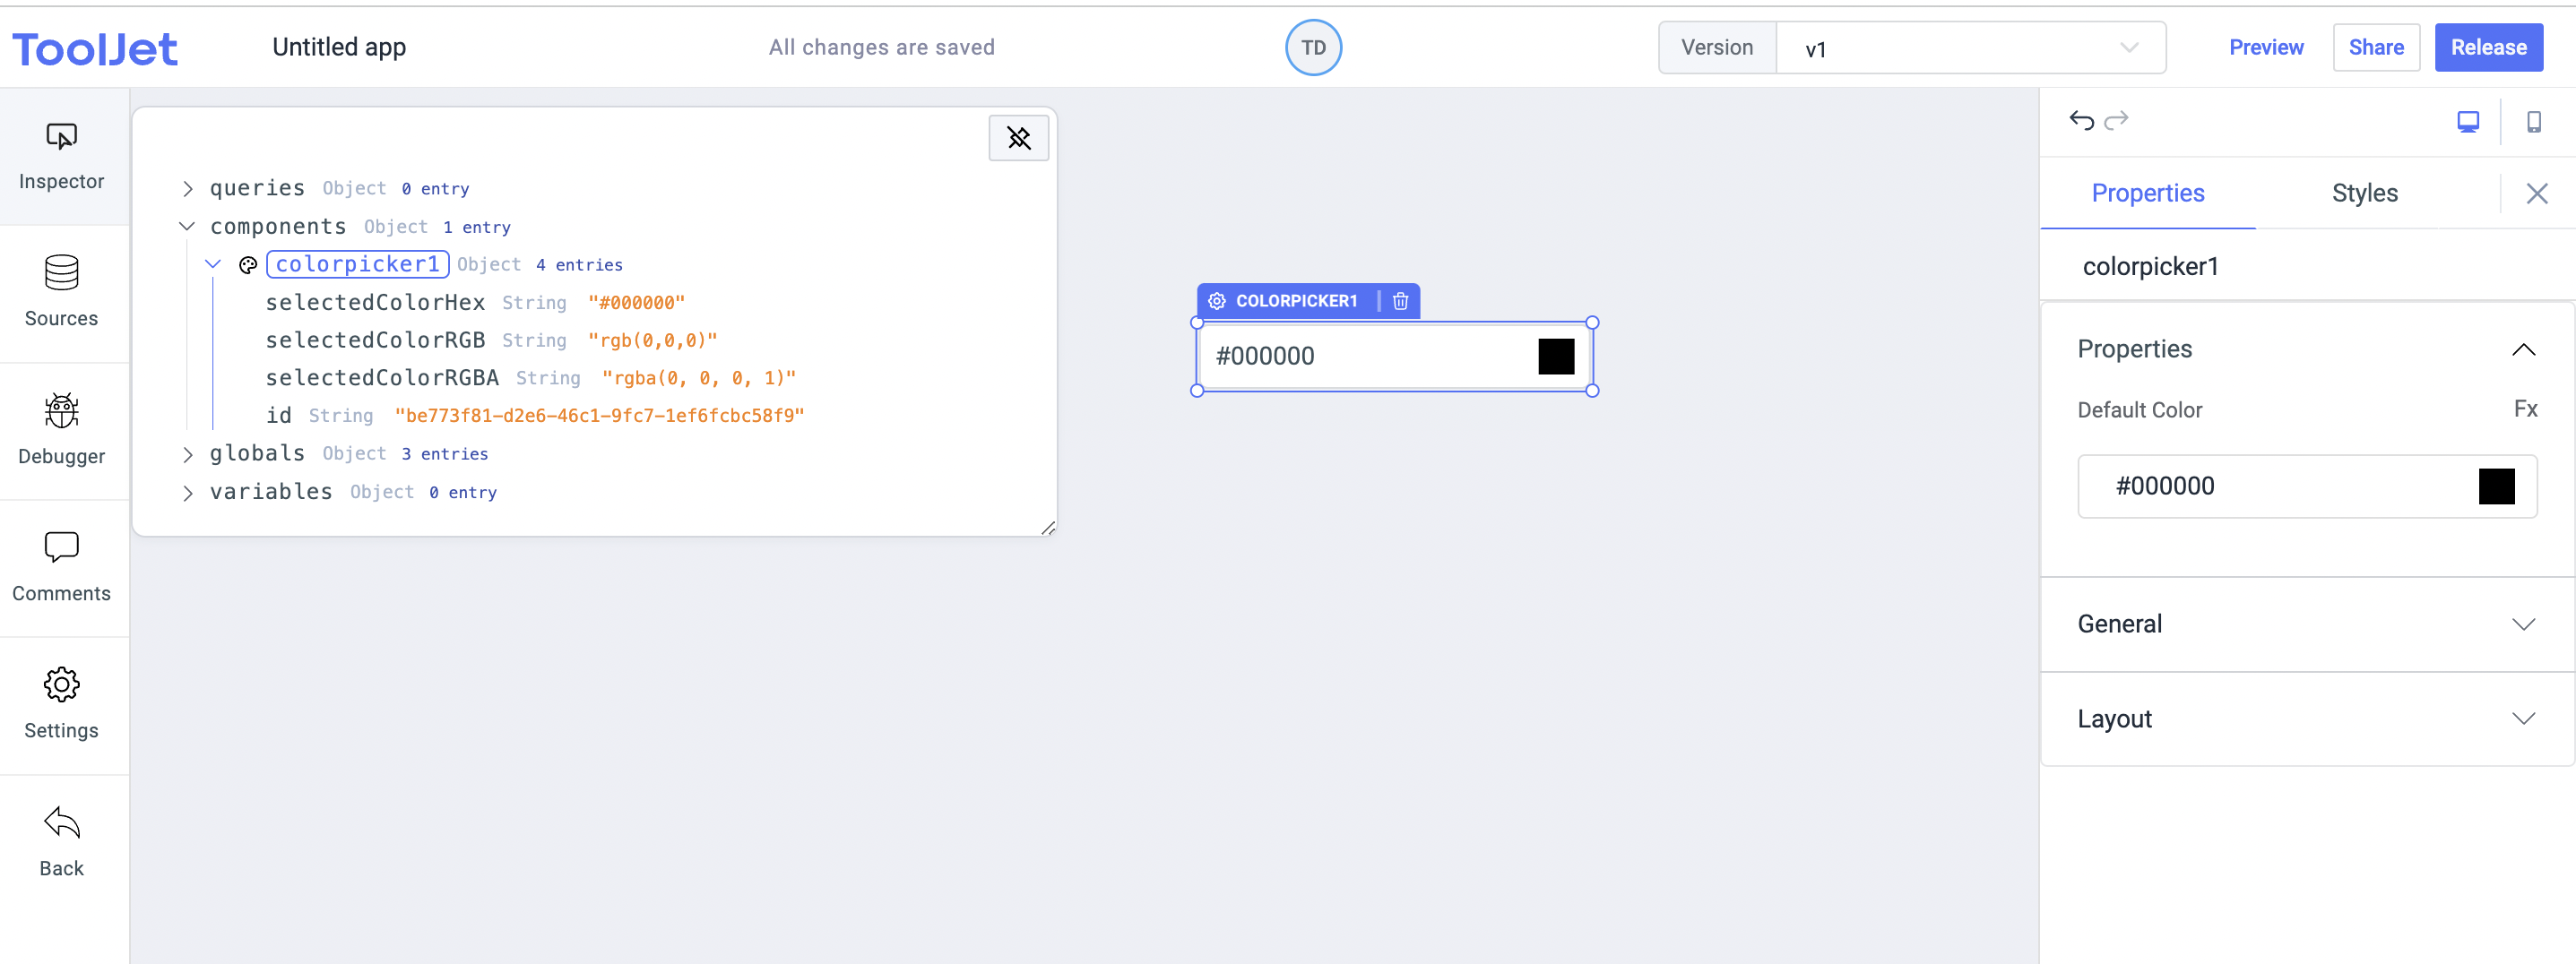 ToolJet
Untitled app
All changes are saved
TD
Version v1
Preview
Share
Release
Inspector
Sources
Debugger
Comments
Settings
Back
queries Object 0 entry
components Object 1 entry
colorpicker1 Object 4 entries
selectedColorHex String "#000000"
selectedColorRGB String "rgb(0,0,0)"
selectedColorRGBA String "rgba(0, 0, 0, 1)"
id String "be773f81-d2e6-46c1-9fc7-1ef6fcbc58f9"
globals Object 3 entries
variables Object 0 entry
COLORPICKER1
#000000
Properties Styles
colorpicker1
Properties
Default Color Fx
#000000
General
Layout